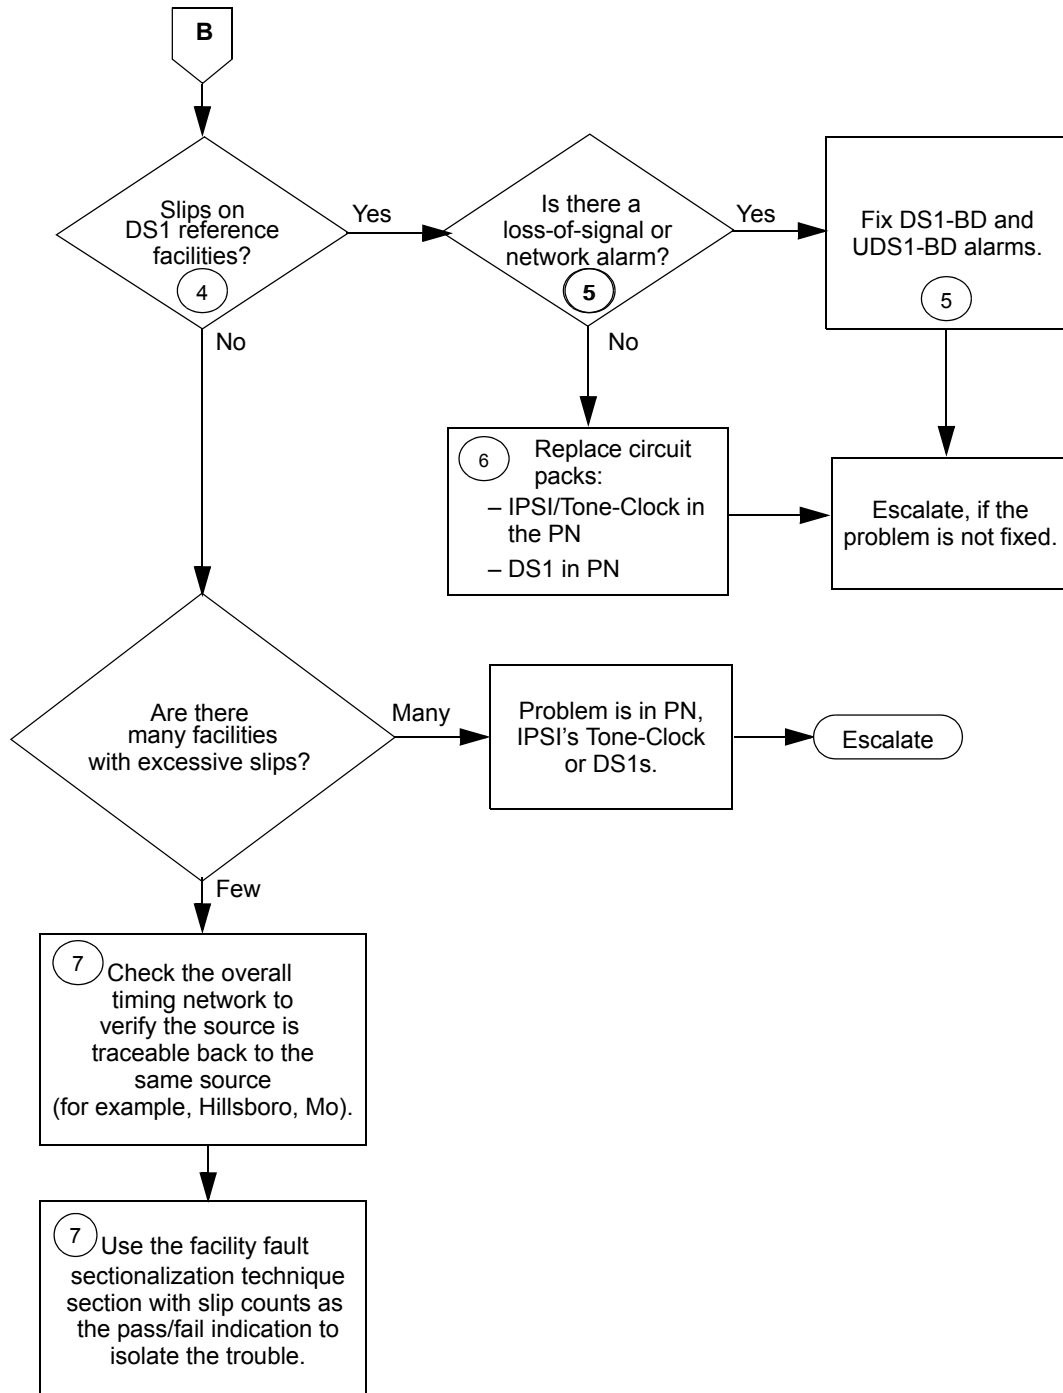 B
Slips on
DS1 reference
facilities?
4
Yes
No
Is there a
loss-of-signal or
network alarm?
5
Yes
No
Fix DS1-BD and
UDS1-BD alarms.
5
6 Replace circuit
packs:
– IPSI/Tone-Clock in
the PN
– DS1 in PN
Escalate, if the
problem is not fixed.
Are there
many facilities
with excessive slips?
Many
Few
Problem is in PN,
IPSI’s Tone-Clock
or DS1s.
Escalate
7 Check the overall
timing network to
verify the source is
traceable back to the
same source
(for example, Hillsboro, Mo).
7 Use the facility fault
sectionalization technique
section with slip counts as
the pass/fail indication to
isolate the trouble.